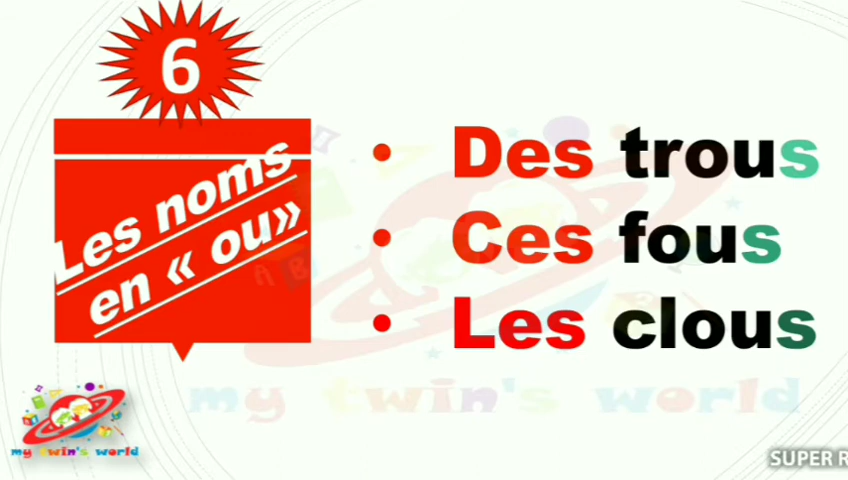 6
Les noms
en « ou»
• Des trous
• Ces fous
• Les clous
my twin's world
my twin's world
SUPER R